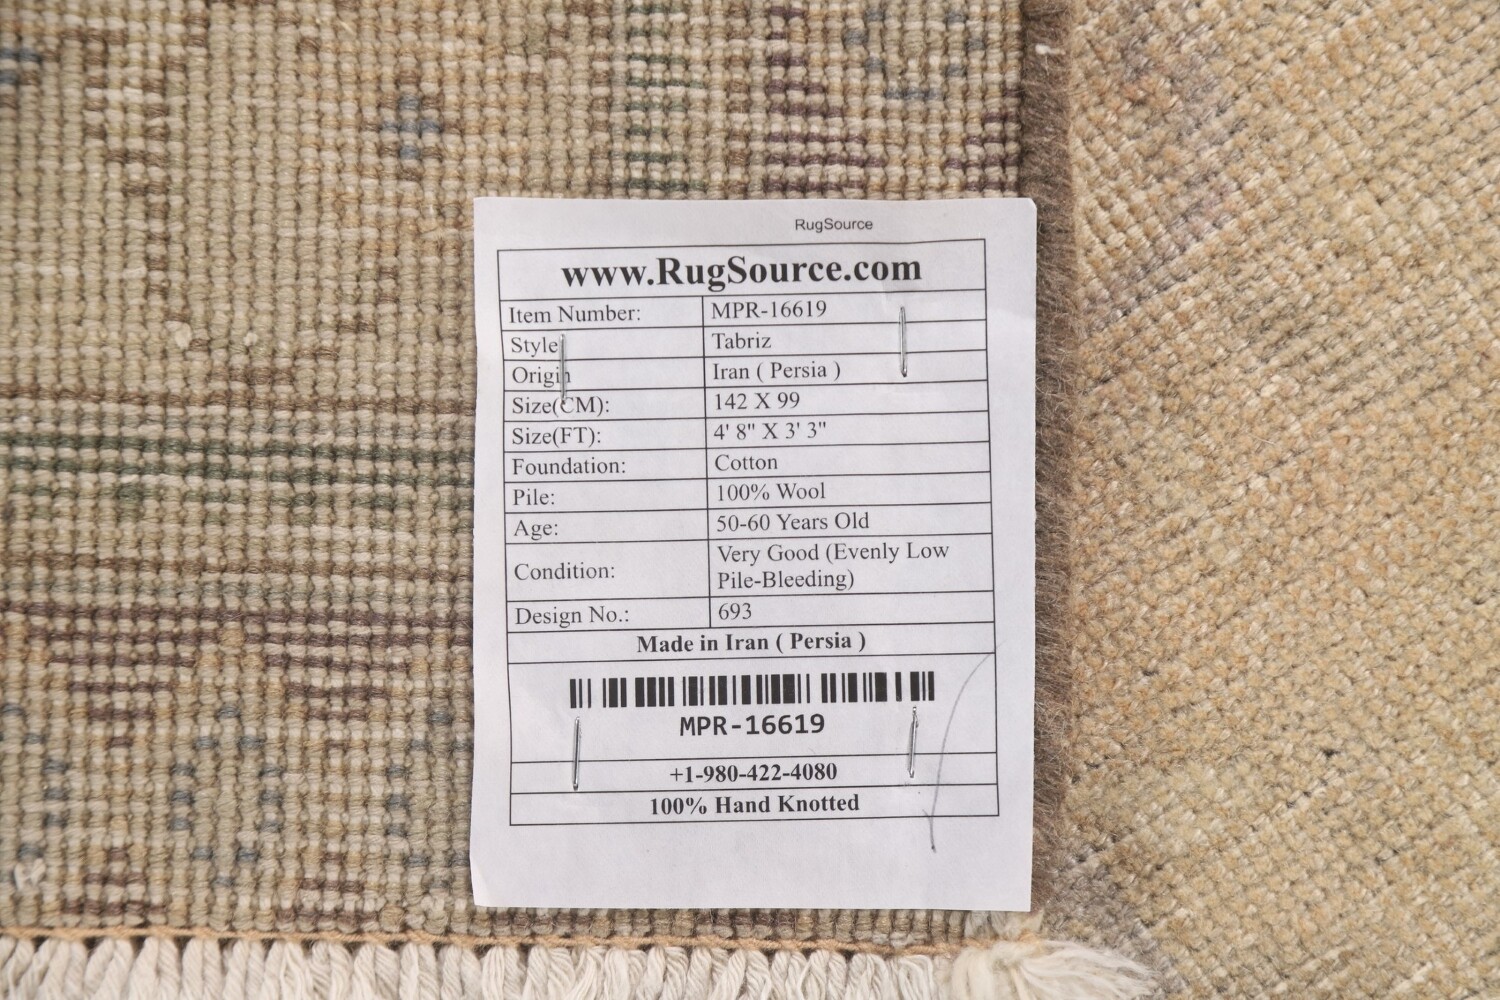 RugSource
www.RugSource.com
Item Number: MPR-16619
Style Tabriz
Origin Iran ( Persia )
Size(CM): 142 X 99
Size(FT): 4' 8" X 3' 3"
Foundation: Cotton
Pile: 100% Wool
Age: 50-60 Years Old
Condition: Very Good (Evenly Low
Pile-Bleeding)
Design No.: 693
Made in Iran ( Persia )
MPR-16619
+1-980-422-4080
100% Hand Knotted